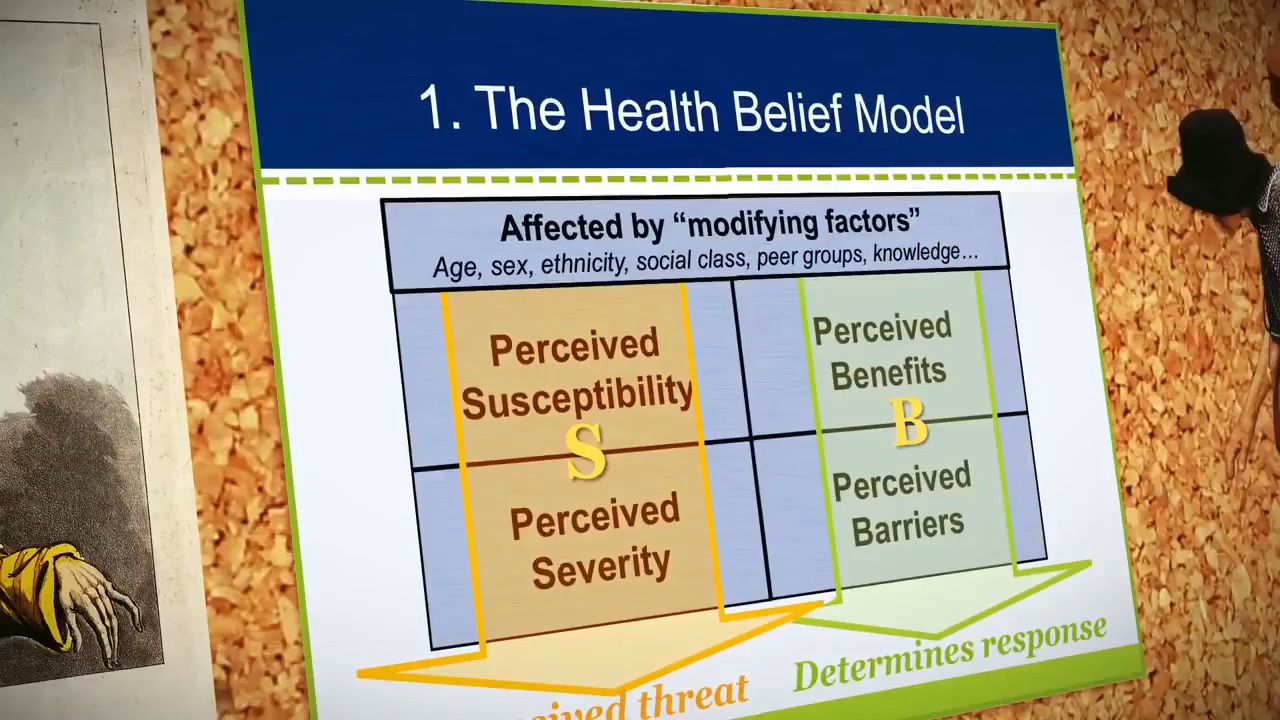 1. The Health Belief Model
Affected by “modifying factors”
Age, sex, ethnicity, social class, peer groups, knowledge…
Perceived
Susceptibility
S
Perceived
Severity
Perceived
Benefits
B
Perceived
Barriers
threat
Determines response